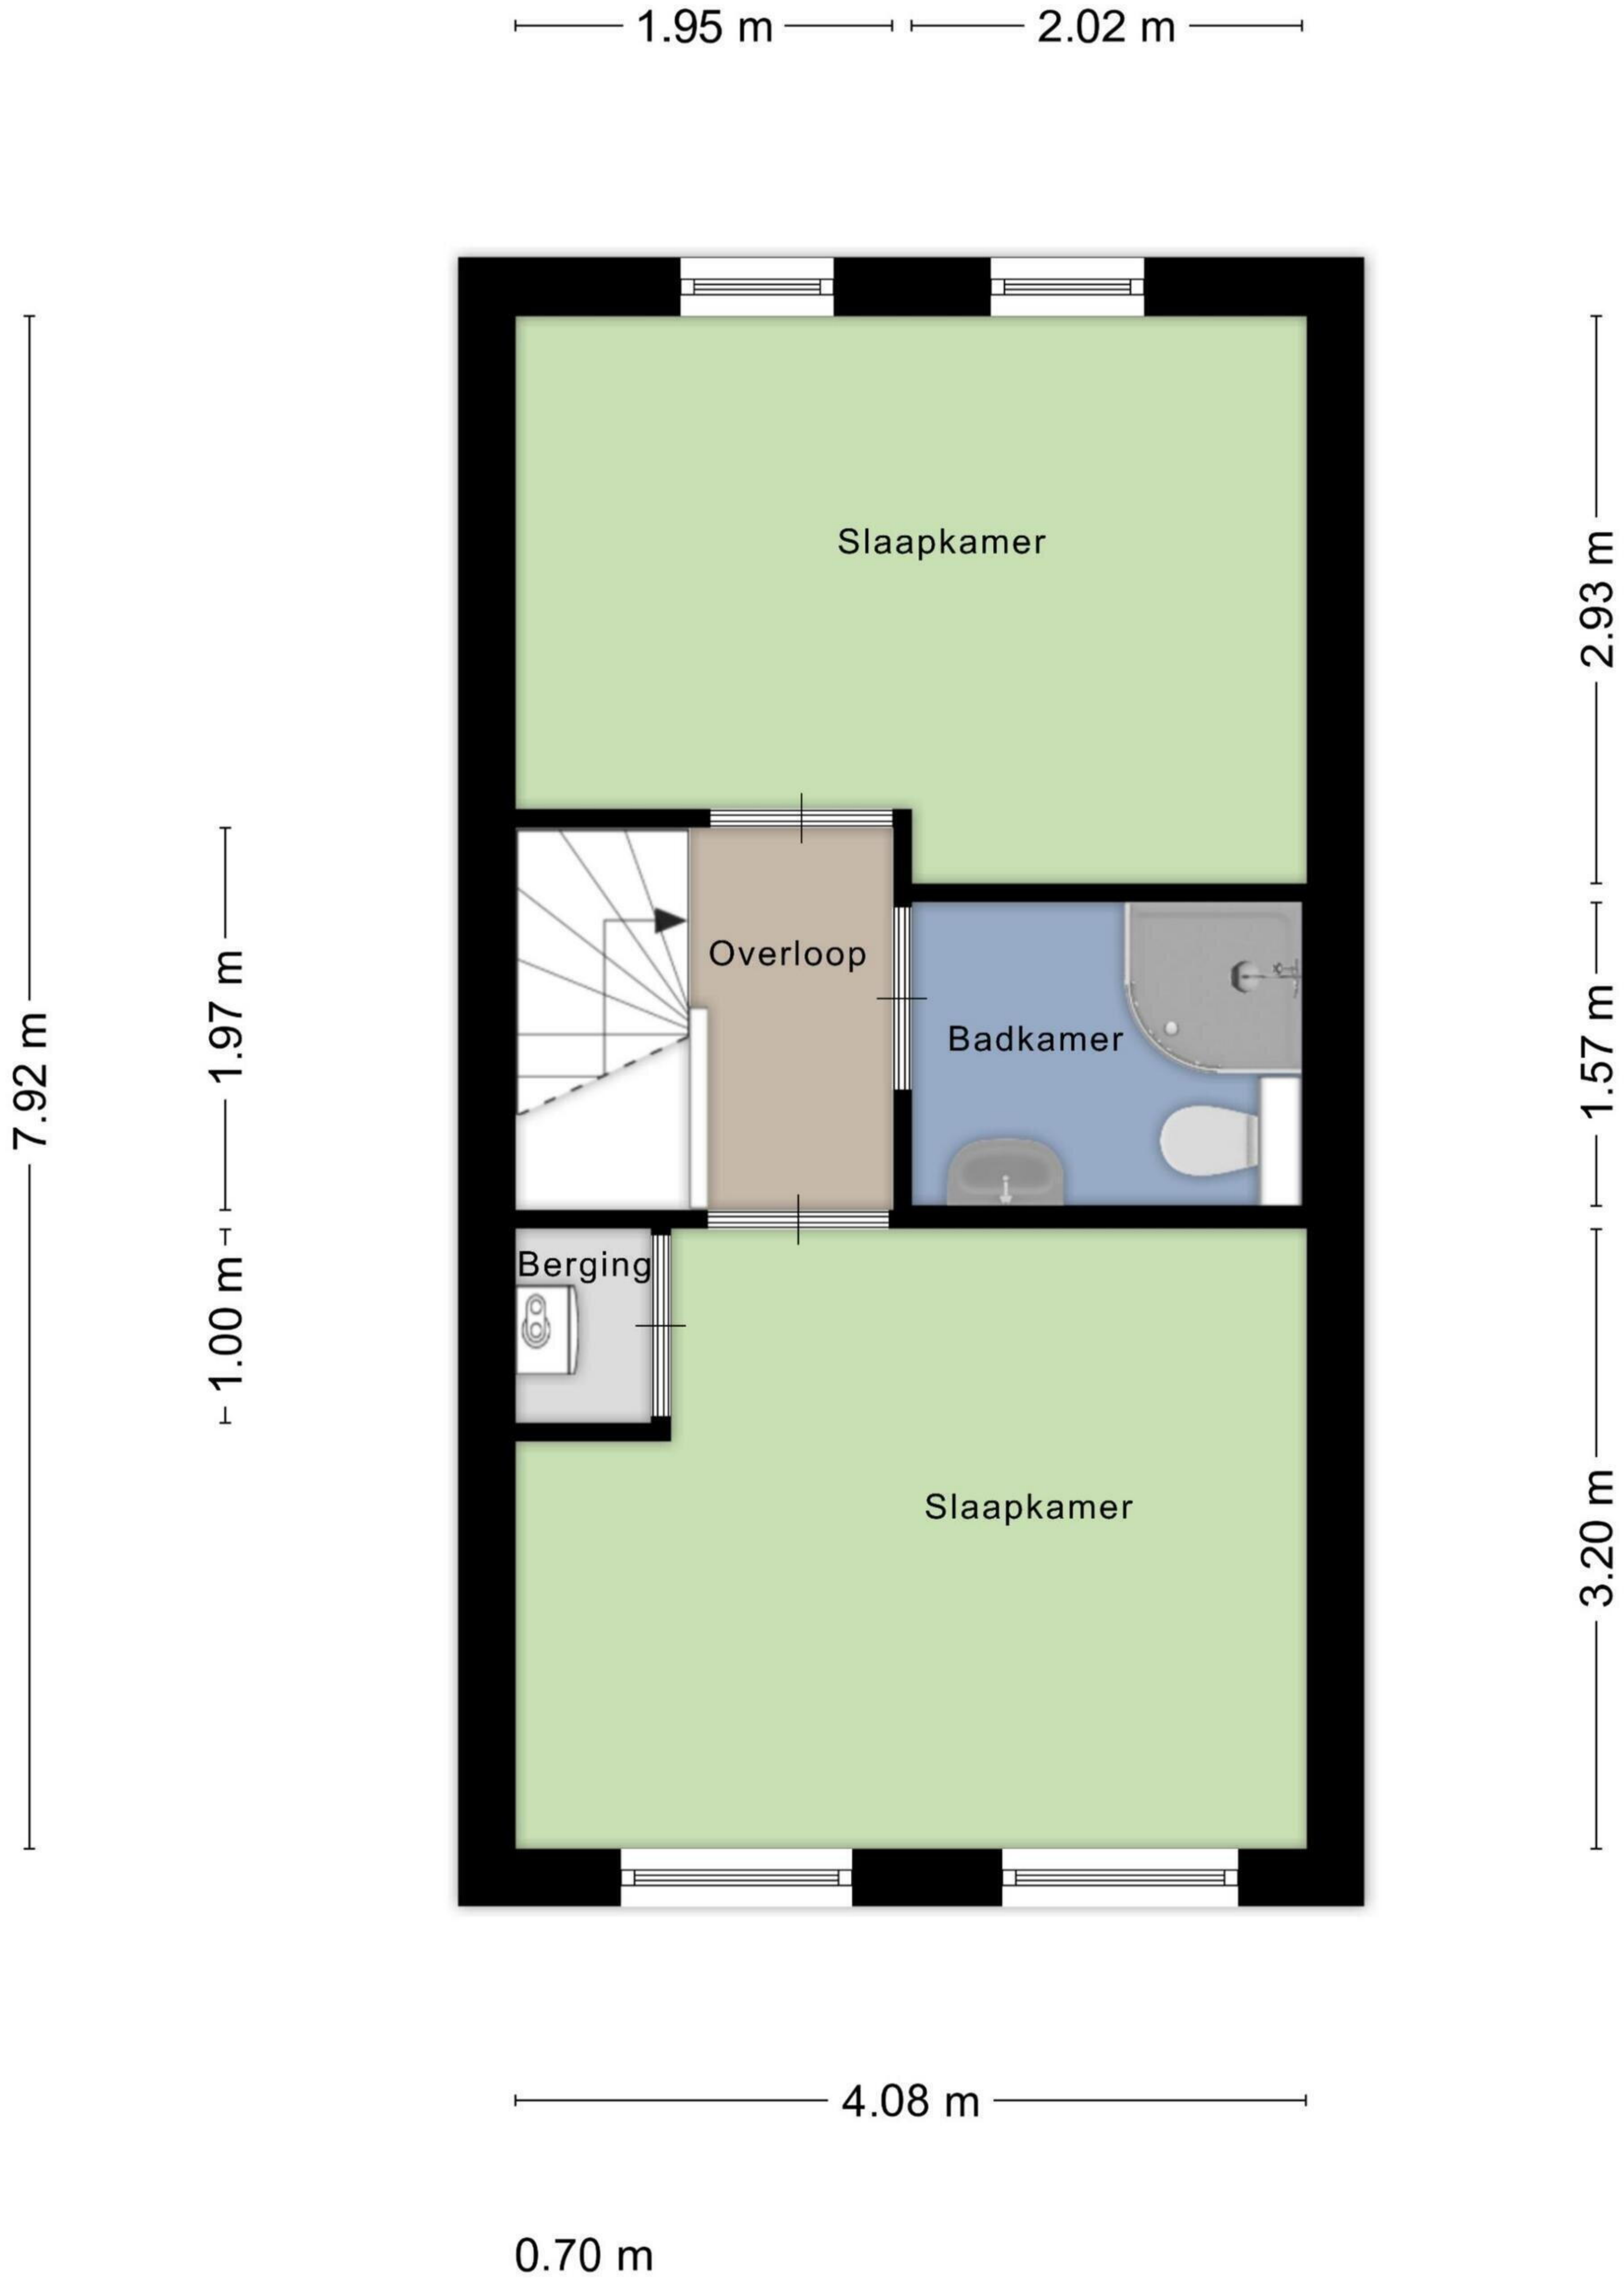 1.95 m
2.02 m
Slaapkamer
2.93 m
Overloop
1.97 m
Badkamer
1.57 m
7.92 m
Berging
1.00 m
Slaapkamer
3.20 m
4.08 m
0.70 m